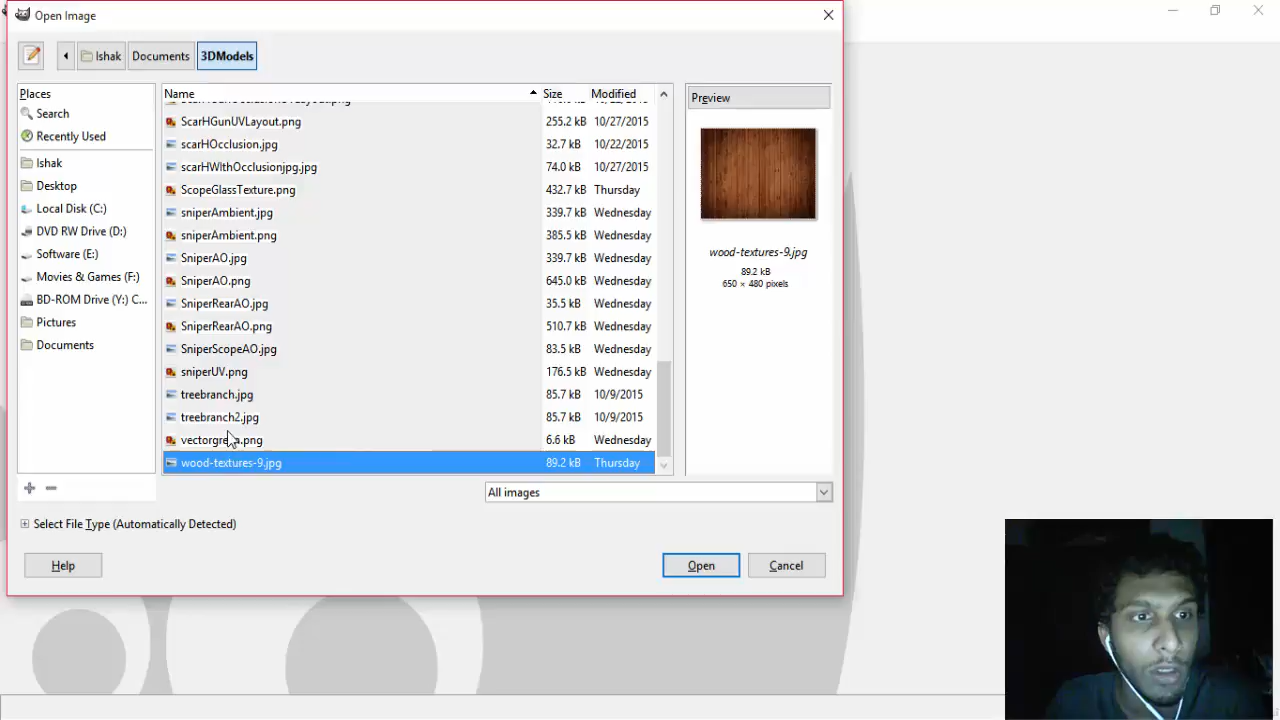 Open Image
Ishak Documents 3DModels
Places
Search
Recently Used
Ishak
Desktop
Local Disk (C:)
DVD RW Drive (D:)
Software (E:)
Movies & Games (F:)
BD-ROM Drive (Y:) C...
Pictures
Documents
Name Size Modified
ScarHGunUVLayout.png 255.2 kB 10/27/2015
scarHOcclusion.jpg 32.7 kB 10/22/2015
scarHWIthOcclusionjpg.jpg 74.0 kB 10/27/2015
ScopeGlassTexture.png 432.7 kB Thursday
sniperAmbient.jpg 339.7 kB Wednesday
sniperAmbient.png 385.5 kB Wednesday
SniperAO.jpg 339.7 kB Wednesday
SniperAO.png 645.0 kB Wednesday
SniperRearAO.jpg 35.5 kB Wednesday
SniperRearAO.png 510.7 kB Wednesday
SniperScopeAO.jpg 83.5 kB Wednesday
sniperUV.png 176.5 kB Wednesday
treebranch.jpg 85.7 kB 10/9/2015
treebranch2.jpg 85.7 kB 10/9/2015
6.6 kB Wednesday
wood-textures-9.jpg 89.2 kB Thursday
Preview
wood-textures-9.jpg
89.2 kB
650 × 480 pixels
All images
Select File Type (Automatically Detected)
Help Open Cancel